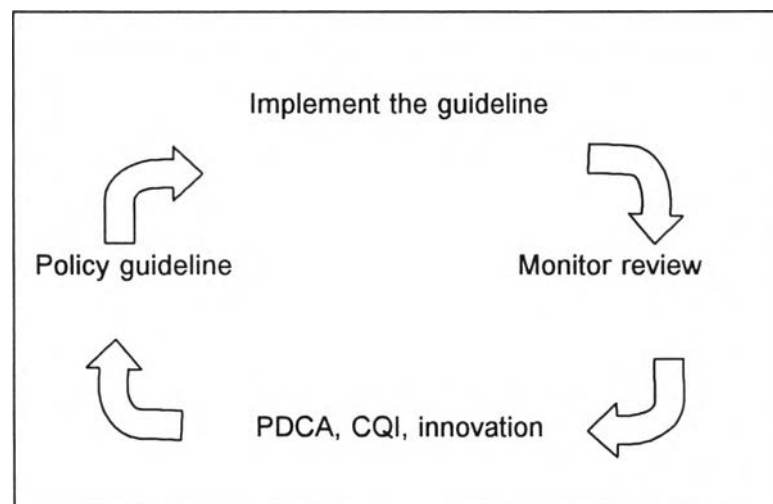 Implement the guideline
Policy guideline
Monitor review
PDCA, CQI, innovation